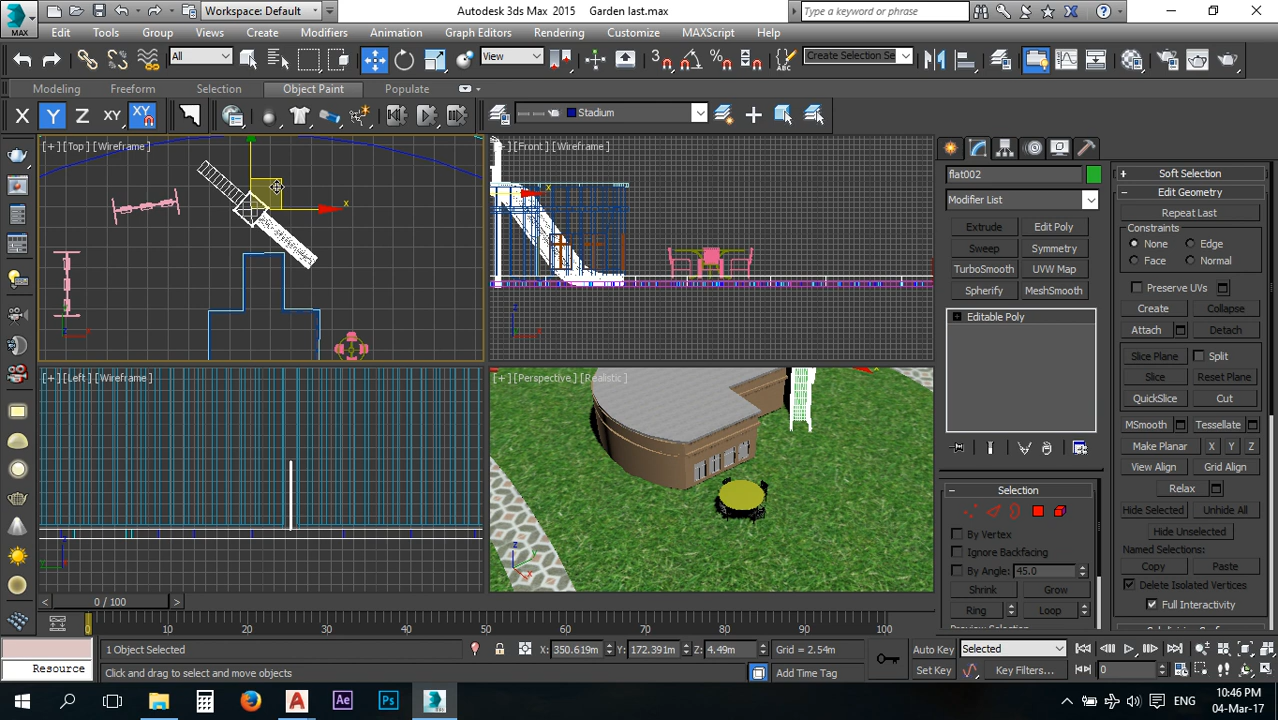 MAX
Workspace: Default
Autodesk 3ds Max 2015 Garden last.max
Type a keyword or phrase
Edit Tools Group Views Create Modifiers Animation Graph Editors Rendering Customize MAXScript Help
All
View
Create Selection Se
Modeling Freeform Selection Object Paint Populate
X Y Z XY XY
Stadium
[+] [Top] [Wireframe]
[Front] [Wireframe]
x
x
z
x
[+] [Left] [Wireframe]
[+] [Perspective] [Realistic]
z
z
x
flat002
Modifier List
Extrude Edit Poly
Sweep Symmetry
TurboSmooth UVW Map
Spherify MeshSmooth
Editable Poly
Selection
By Vertex
Ignore Backfacing
By Angle: 45.0
Shrink Grow
Ring Loop
Soft Selection
Edit Geometry
Repeat Last
Constraints
None Edge
Face Normal
Preserve UVs
Create Collapse
Attach Detach
Slice Plane Split
Slice Reset Plane
QuickSlice Cut
MSmooth Tessellate
Make Planar X Y Z
View Align Grid Align
Relax
Hide Selected Unhide All
Hide Unselected
Named Selections:
Copy Paste
Delete Isolated Vertices
Full Interactivity
< 0 / 100 >
0 10 20 30 40 50 60 70 80 90 100
1 Object Selected
X: 350.619m Y: 172.391m Z: 4.49m Grid = 2.54m
Auto Key Selected
Resource
Click and drag to select and move objects
Add Time Tag
Set Key Key Filters... 0
A Ae Ps
ENG
10:46 PM
04-Mar-17